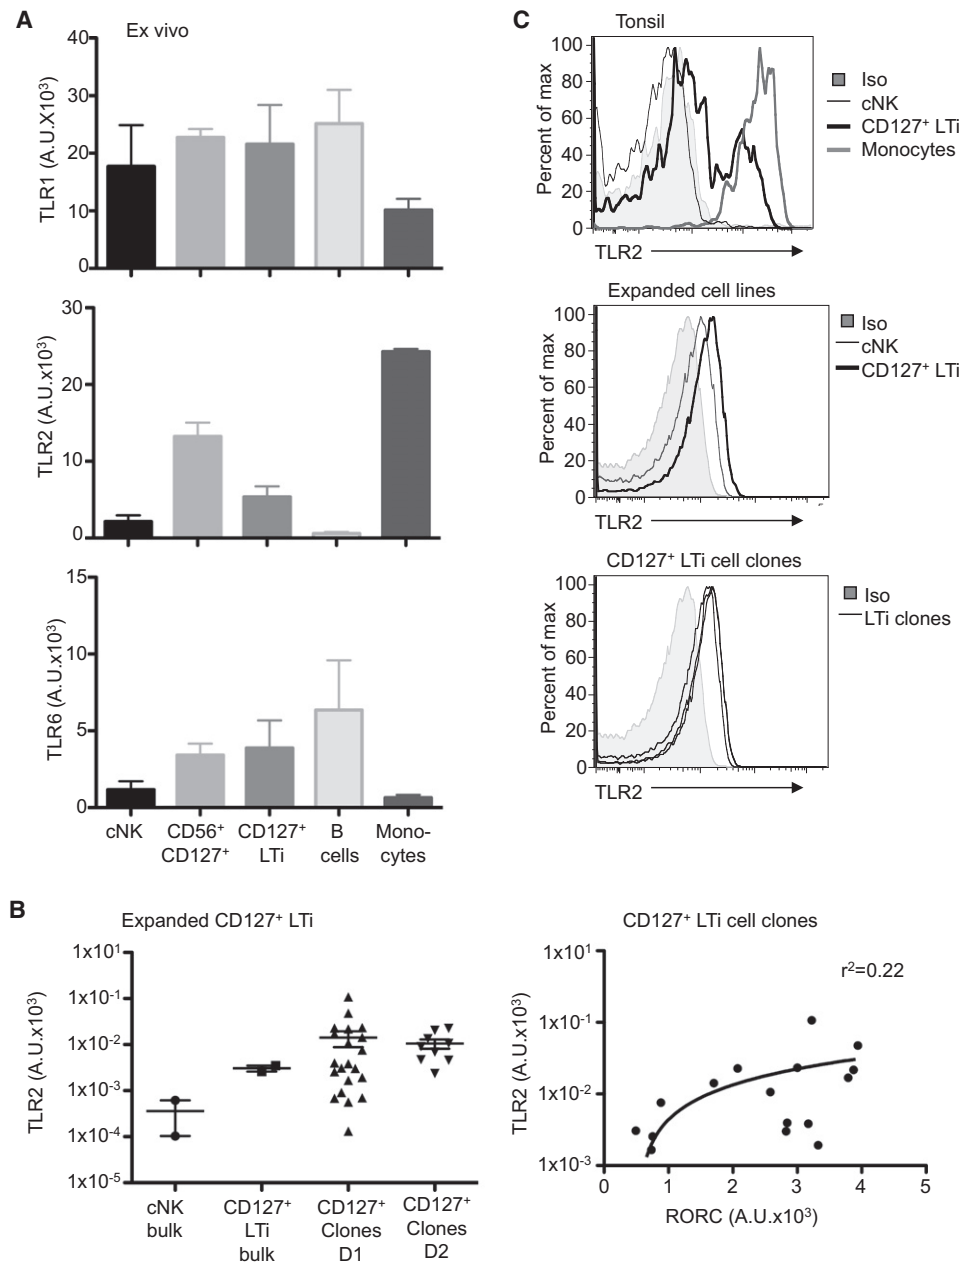 A
Ex vivo
TLR1 (A.U.X10³)
40
30
20
10
0
TLR2 (A.U.x10³)
30
20
10
0
TLR6 (A.U.x10³)
15
10
5
0
cNK
CD56⁺
CD127⁺
CD127⁺
LTi
B
cells
Mono-
cytes
C
Tonsil
Percent of max
100
80
60
40
20
0
TLR2
Iso
cNK
CD127⁺ LTi
Monocytes
Expanded cell lines
Percent of max
100
80
60
40
20
0
TLR2
Iso
cNK
CD127⁺ LTi
CD127⁺ LTi cell clones
Percent of max
100
80
60
40
20
0
TLR2
Iso
LTi clones
B
Expanded CD127⁺ LTi
TLR2 (A.U.x10³)
1x10¹
1x10⁻¹
1x10⁻²
1x10⁻³
1x10⁻⁴
1x10⁻⁵
cNK
bulk
CD127⁺
LTi
bulk
CD127⁺
Clones
D1
CD127⁺
Clones
D2
CD127⁺ LTi cell clones
r²=0.22
TLR2 (A.U.x10³)
1x10¹
1x10⁻¹
1x10⁻²
1x10⁻³
0 1 2 3 4 5
RORC (A.U.x10³)